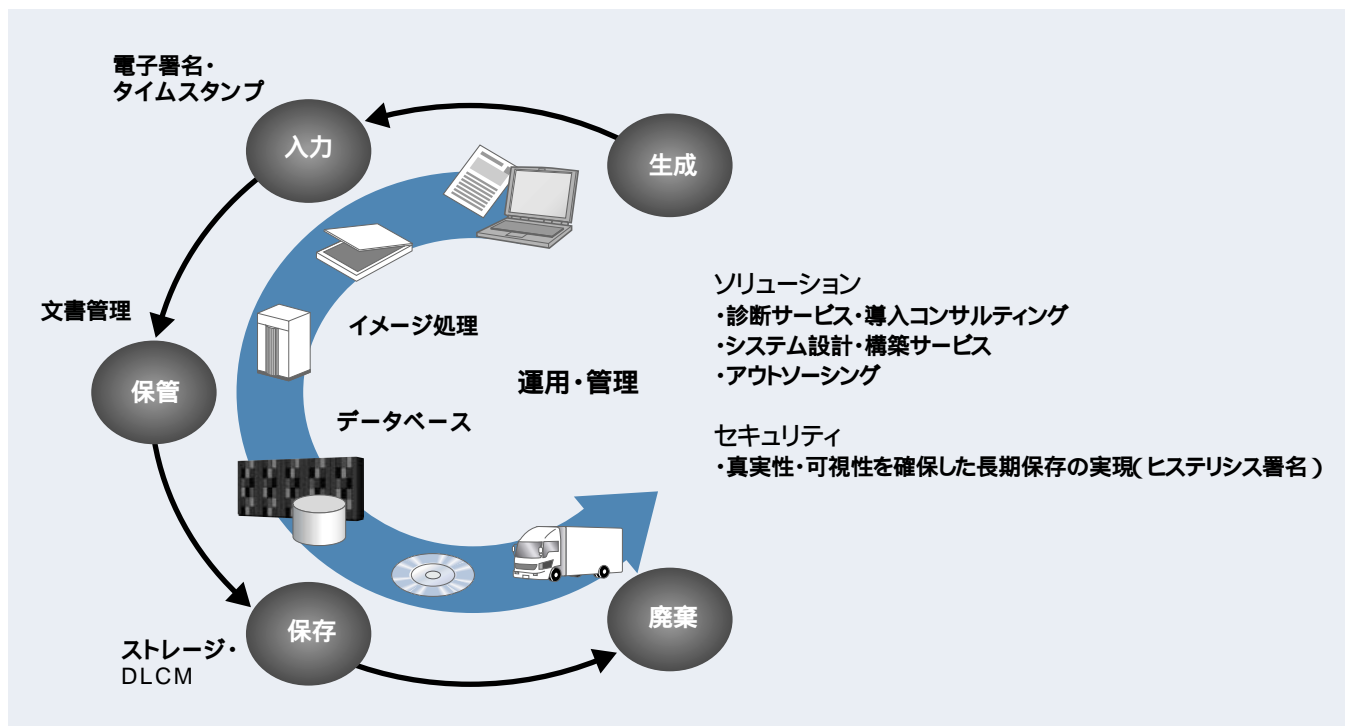 電子署名・
タイムスタンプ
入力
生成
文書管理
イメージ処理
保管
運用・管理
データベース
ソリューション
・診断サービス・導入コンサルティング
・システム設計・構築サービス
・アウトソーシング
セキュリティ
・真実性・可視性を確保した長期保存の実現(ヒステリシス署名)
保存
廃棄
ストレージ・
DLCM